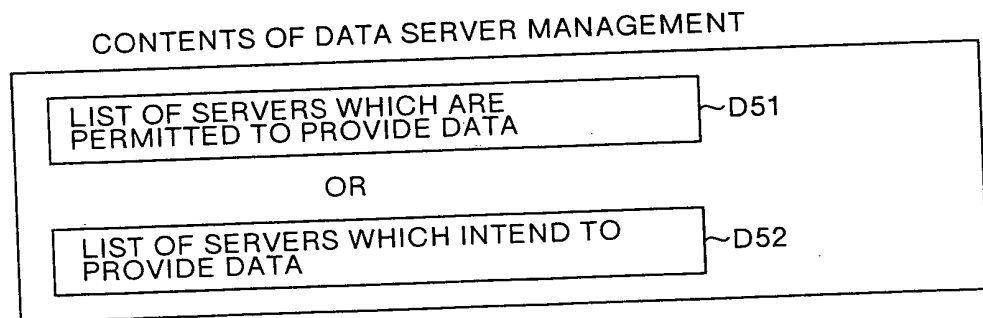 CONTENTS OF DATA SERVER MANAGEMENT
LIST OF SERVERS WHICH ARE
PERMITTED TO PROVIDE DATA
D51
OR
LIST OF SERVERS WHICH INTEND TO
PROVIDE DATA
D52